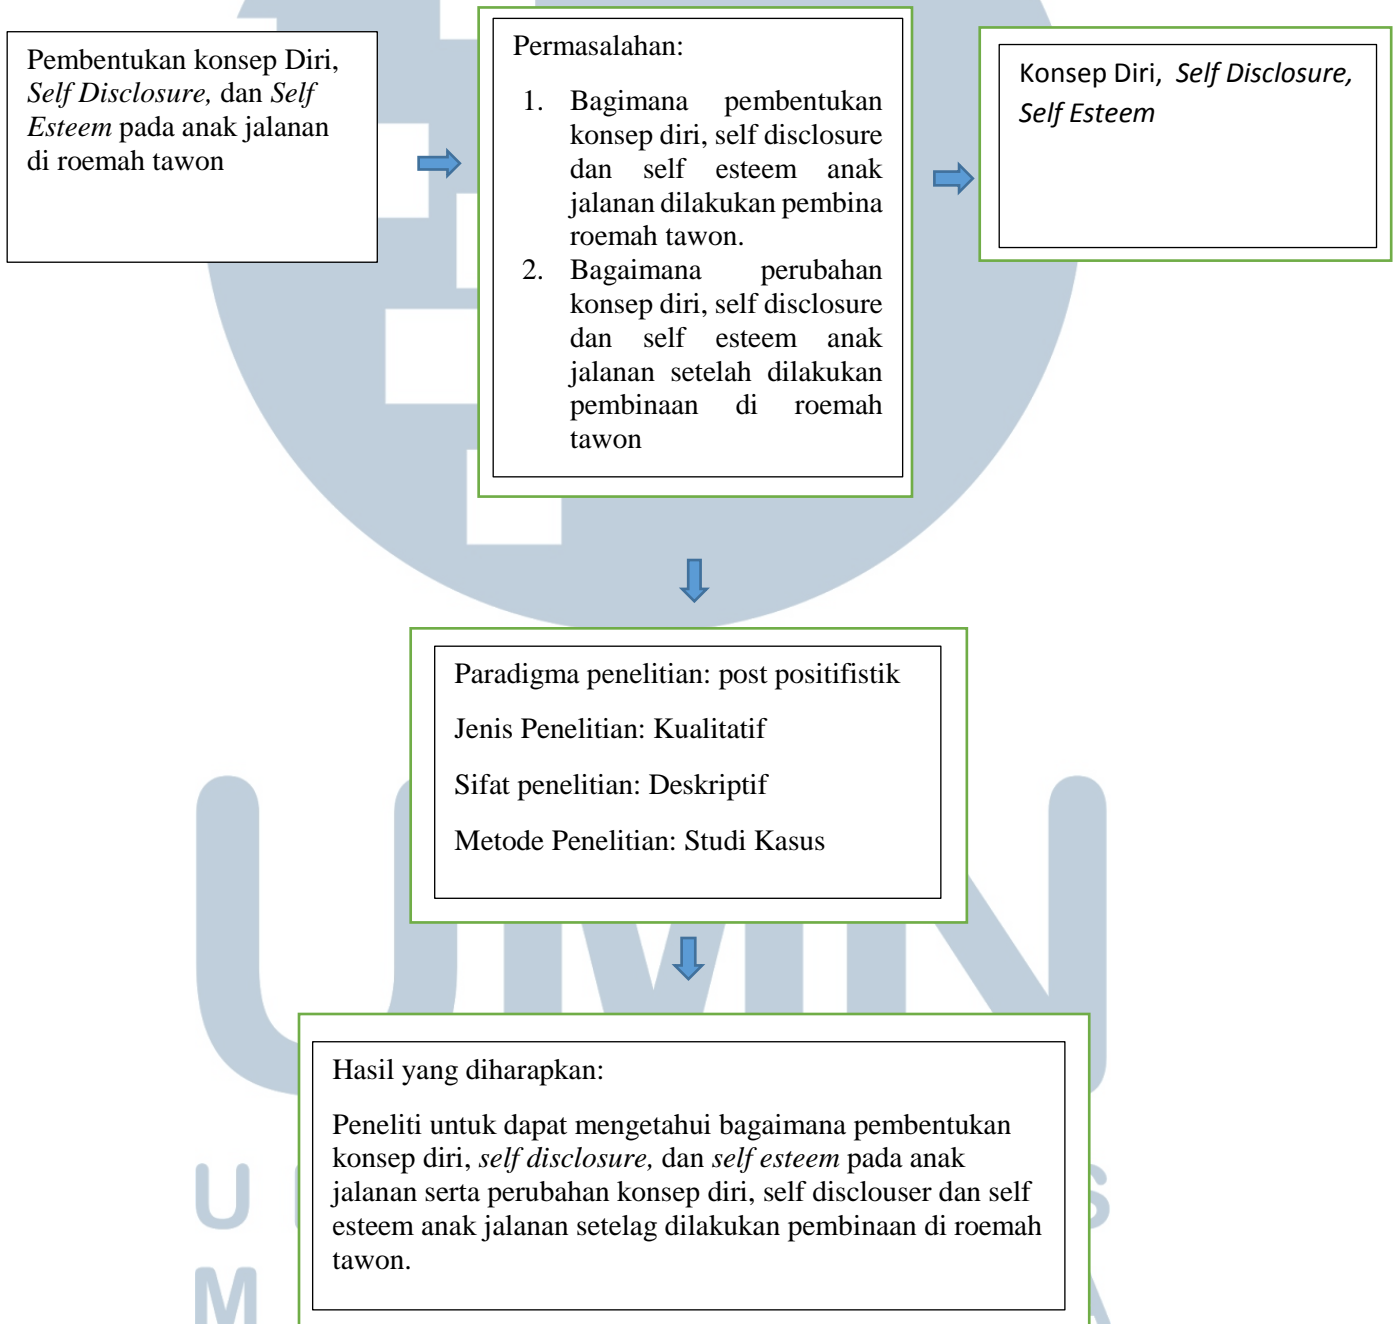 Pembentukan konsep Diri,
Self Disclosure, dan Self
Esteem pada anak jalanan
di roemah tawon
Permasalahan:
1. Bagimana pembentukan
konsep diri, self disclosure
dan self esteem anak
jalanan dilakukan pembina
roemah tawon.
2. Bagaimana perubahan
konsep diri, self disclosure
dan self esteem anak
jalanan setelah dilakukan
pembinaan di roemah
tawon
Konsep Diri, Self Disclosure,
Self Esteem
Paradigma penelitian: post positifistik
Jenis Penelitian: Kualitatif
Sifat penelitian: Deskriptif
Metode Penelitian: Studi Kasus
UMN
Hasil yang diharapkan:
Peneliti untuk dapat mengetahui bagaimana pembentukan
konsep diri, self disclosure, dan self esteem pada anak
jalanan serta perubahan konsep diri, self disclouser dan self
esteem anak jalanan setelag dilakukan pembinaan di roemah
tawon.